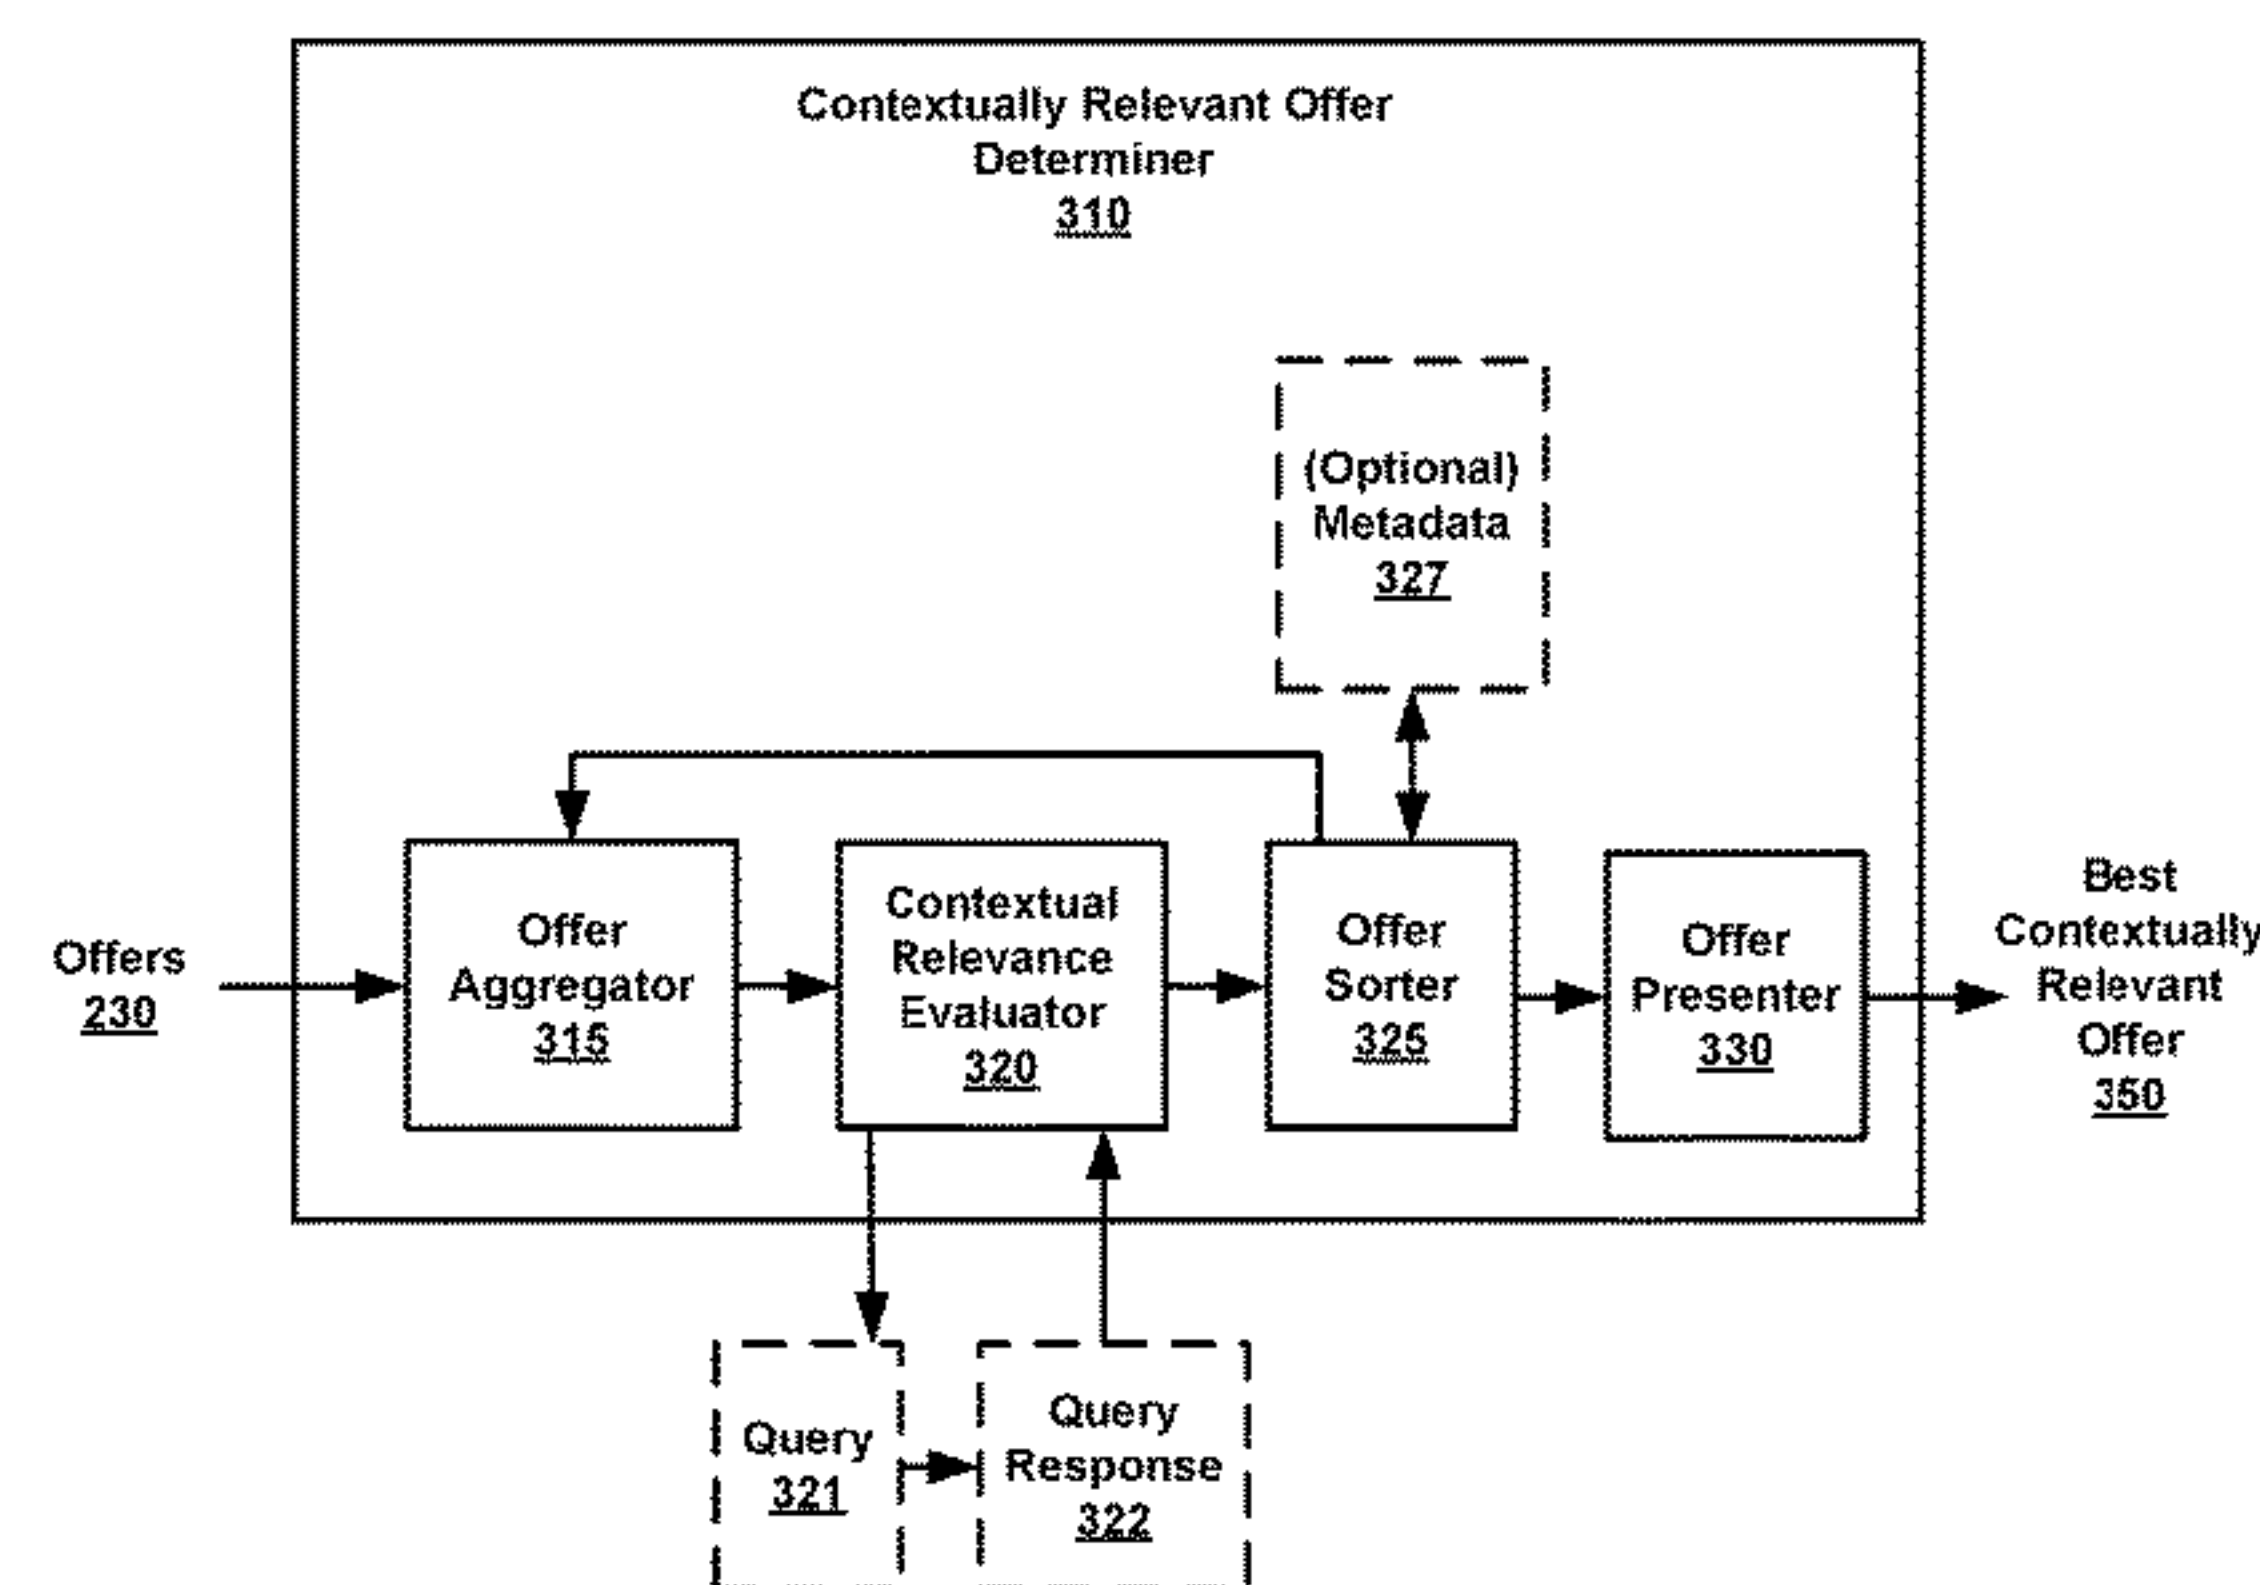 Contextually Relevant Offer
Determiner
310
(Optional)
Metadata
327
Offers
230
Offer
Aggregator
315
Contextual
Relevance
Evaluator
320
Offer
Sorter
325
Offer
Presenter
330
Best
Contextually
Relevant
Offer
350
Query
321
Query
Response
322